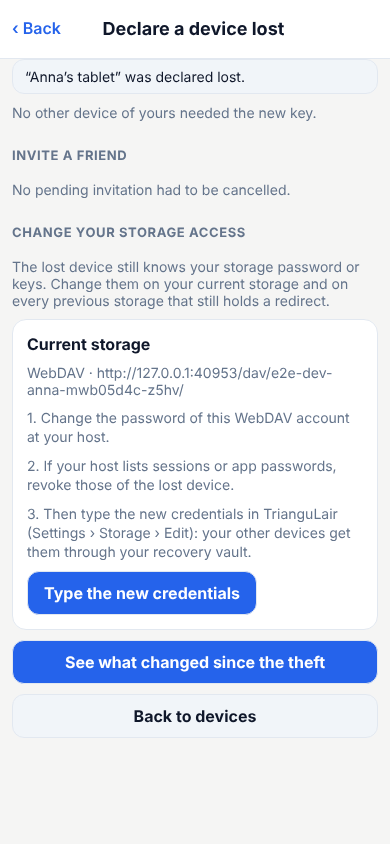 ‹ Back
Declare a device lost
“Anna’s tablet” was declared lost.
No other device of yours needed the new key.
INVITE A FRIEND
No pending invitation had to be cancelled.
CHANGE YOUR STORAGE ACCESS
The lost device still knows your storage password or
keys. Change them on your current storage and on
every previous storage that still holds a redirect.
Current storage
WebDAV · http://127.0.0.1:40953/dav/e2e-dev-
anna-mwb05d4c-z5hv/
1. Change the password of this WebDAV account
at your host.
2. If your host lists sessions or app passwords,
revoke those of the lost device.
3. Then type the new credentials in TrianguLair
(Settings › Storage › Edit): your other devices get
them through your recovery vault.
Type the new credentials
See what changed since the theft
Back to devices